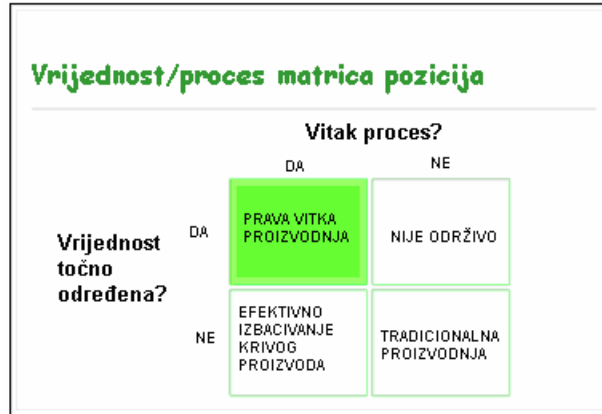 Vrijednost/proces matrica pozicija
Vitak proces?
DA
NE
Vrijednost
točno
određena?
DA
PRAVA VITKA
PROIZVODNJA
NIJE ODRŽIVO
NE
EFEKTIVNO
IZBACIVANJE
KRIVOG
PROIZVODA
TRADICIONALNA
PROIZVODNJA